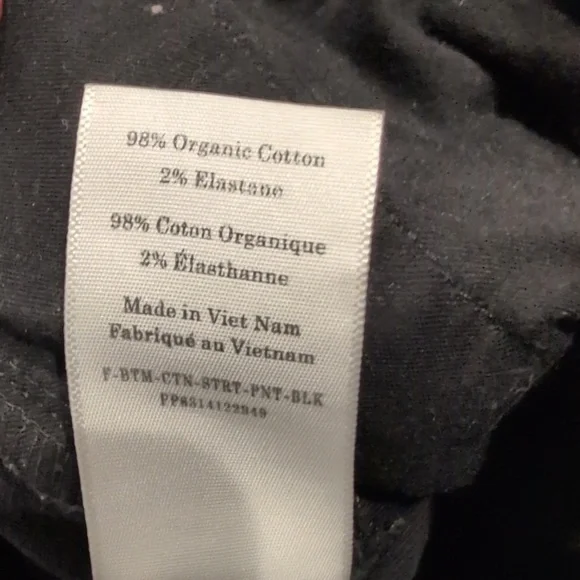 98% Organic Cotton
2% Elastane
98% Coton Organique
2% Élasthanne
Made in Viet Nam
Fabriqué au Vietnam
F-BTM-CTN-STRT-PNT-BLK